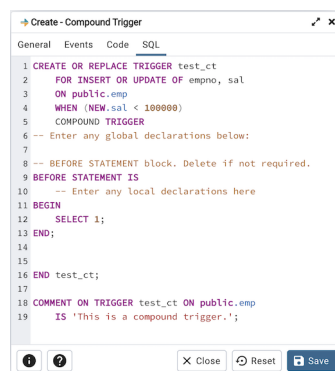 Create - Compound Trigger
General Events Code SQL
1 CREATE OR REPLACE TRIGGER test_ct
2 FOR INSERT OR UPDATE OF empno, sal
3 ON public.emp
4 WHEN (NEW.sal < 100000)
5 COMPOUND TRIGGER
6 -- Enter any global declarations below:
7
8 -- BEFORE STATEMENT block. Delete if not required.
9 BEFORE STATEMENT IS
10 -- Enter any local declarations here
11 BEGIN
12 SELECT 1;
13 END;
14
15
16 END test_ct;
17
18 COMMENT ON TRIGGER test_ct ON public.emp
19 IS 'This is a compound trigger.';
Close Reset Save